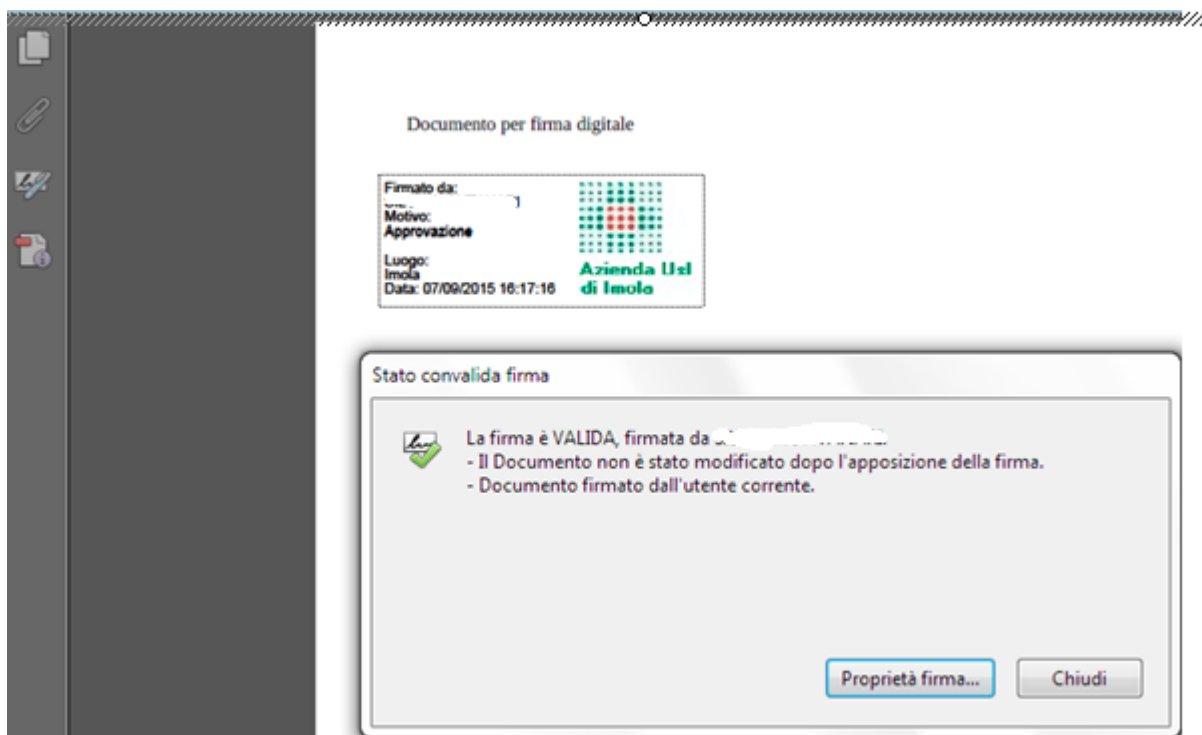 Documento per firma digitale
Firmato da:
Motivo:
Approvazione
Luogo:
Imola
Data: 07/09/2015 16:17:16
Azienda Usl
di Imola
Stato convalida firma
La firma è VALIDA, firmata da
- Il Documento non è stato modificato dopo l'apposizione della firma.
- Documento firmato dall'utente corrente.
Proprietà firma...
Chiudi